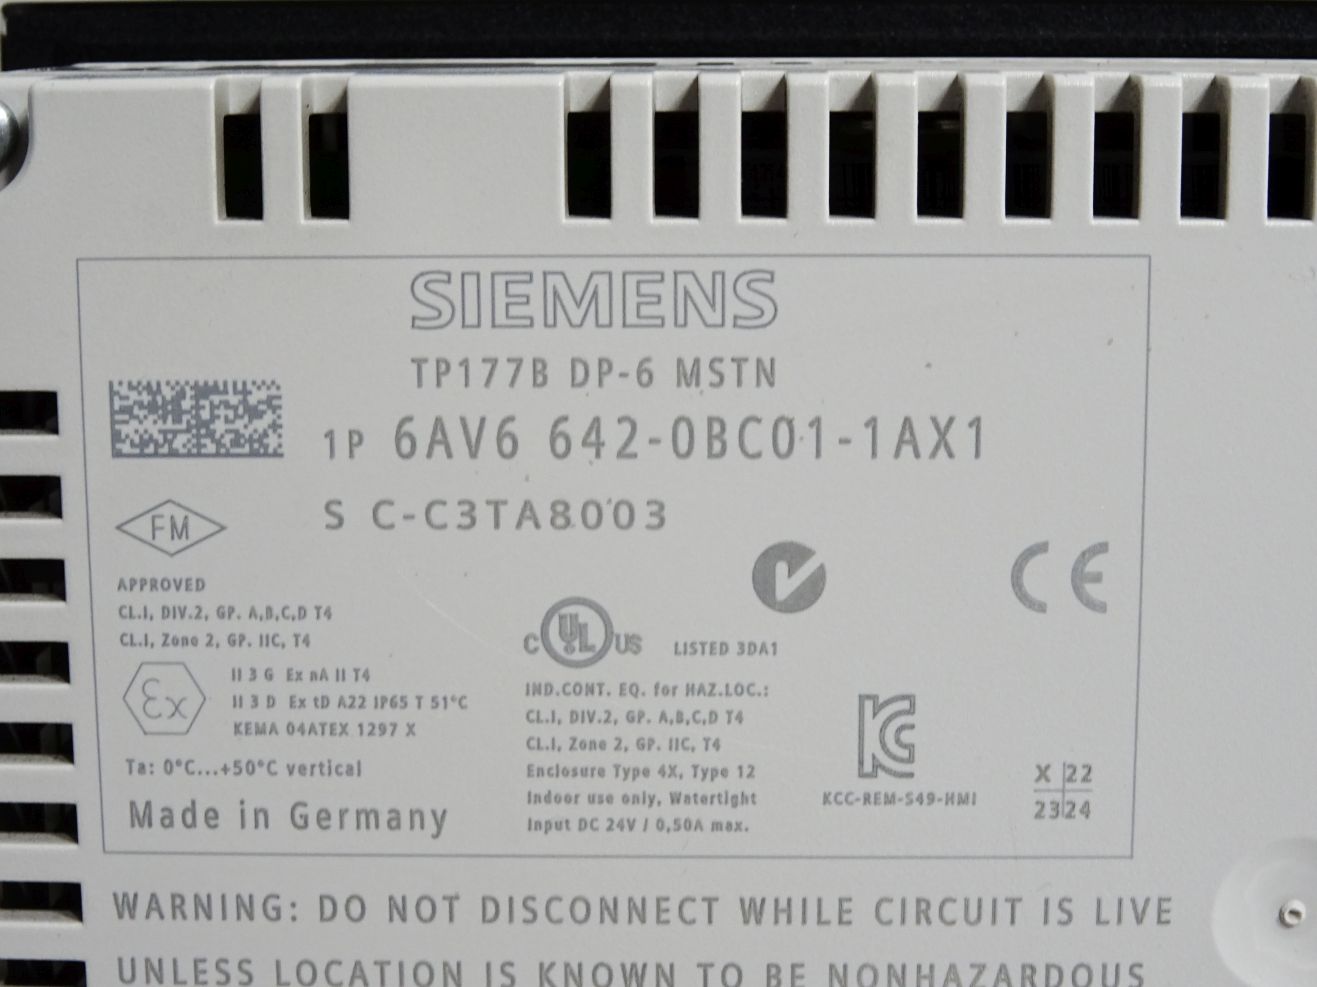 SIEMENS
TP177B DP-6 MSTN
1P 6AV6 642-0BC01-1AX1
S C-C3TA8003
FM
APPROVED
CL.I, DIV.2, GP. A,B,C,D T4
CL.I, Zone 2, GP. IIC, T4
Ex
II 3 G Ex nA II T4
II 3 D Ex tD A22 IP65 T 51°C
KEMA 04ATEX 1297 X
Ta: 0°C...+50°C vertical
Made in Germany
C UL US LISTED 3DA1
IND.CONT. EQ. for HAZ.LOC.:
CL.I, DIV.2, GP. A,B,C,D T4
CL.I, Zone 2, GP. IIC, T4
Enclosure Type 4X, Type 12
Indoor use only, Watertight
Input DC 24V / 0,50A max.
CE
KC
KCC-REM-S49-HMI
X 22
23 24
WARNING: DO NOT DISCONNECT WHILE CIRCUIT IS LIVE
UNLESS LOCATION IS KNOWN TO BE NONHAZARDOUS